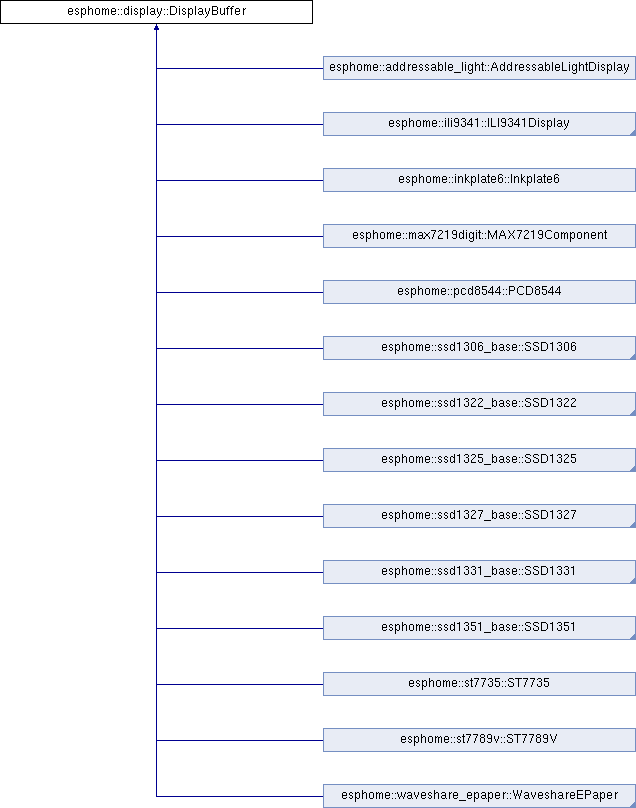 esphome::display::DisplayBuffer
esphome::addressable_light::AddressableLightDisplay
esphome::ili9341::ILI9341Display
esphome::inkplate6::Inkplate6
esphome::max7219digit::MAX7219Component
esphome::pcd8544::PCD8544
esphome::ssd1306_base::SSD1306
esphome::ssd1322_base::SSD1322
esphome::ssd1325_base::SSD1325
esphome::ssd1327_base::SSD1327
esphome::ssd1331_base::SSD1331
esphome::ssd1351_base::SSD1351
esphome::st7735::ST7735
esphome::st7789v::ST7789V
esphome::waveshare_epaper::WaveshareEPaper